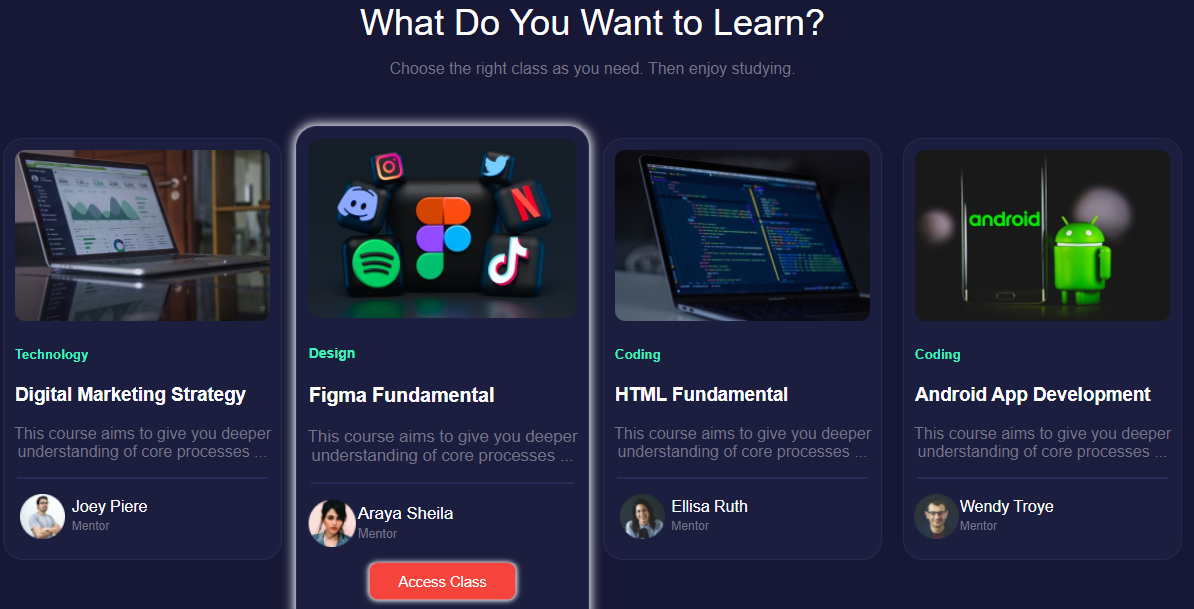 What Do You Want to Learn?
Choose the right class as you need. Then enjoy studying.
Technology
Digital Marketing Strategy
This course aims to give you deeper
understanding of core processes ...
Joey Piere
Mentor
Design
Figma Fundamental
This course aims to give you deeper
understanding of core processes ...
Araya Sheila
Mentor
Access Class
Coding
HTML Fundamental
This course aims to give you deeper
understanding of core processes ...
Ellisa Ruth
Mentor
android
Coding
Android App Development
This course aims to give you deeper
understanding of core processes ...
Wendy Troye
Mentor